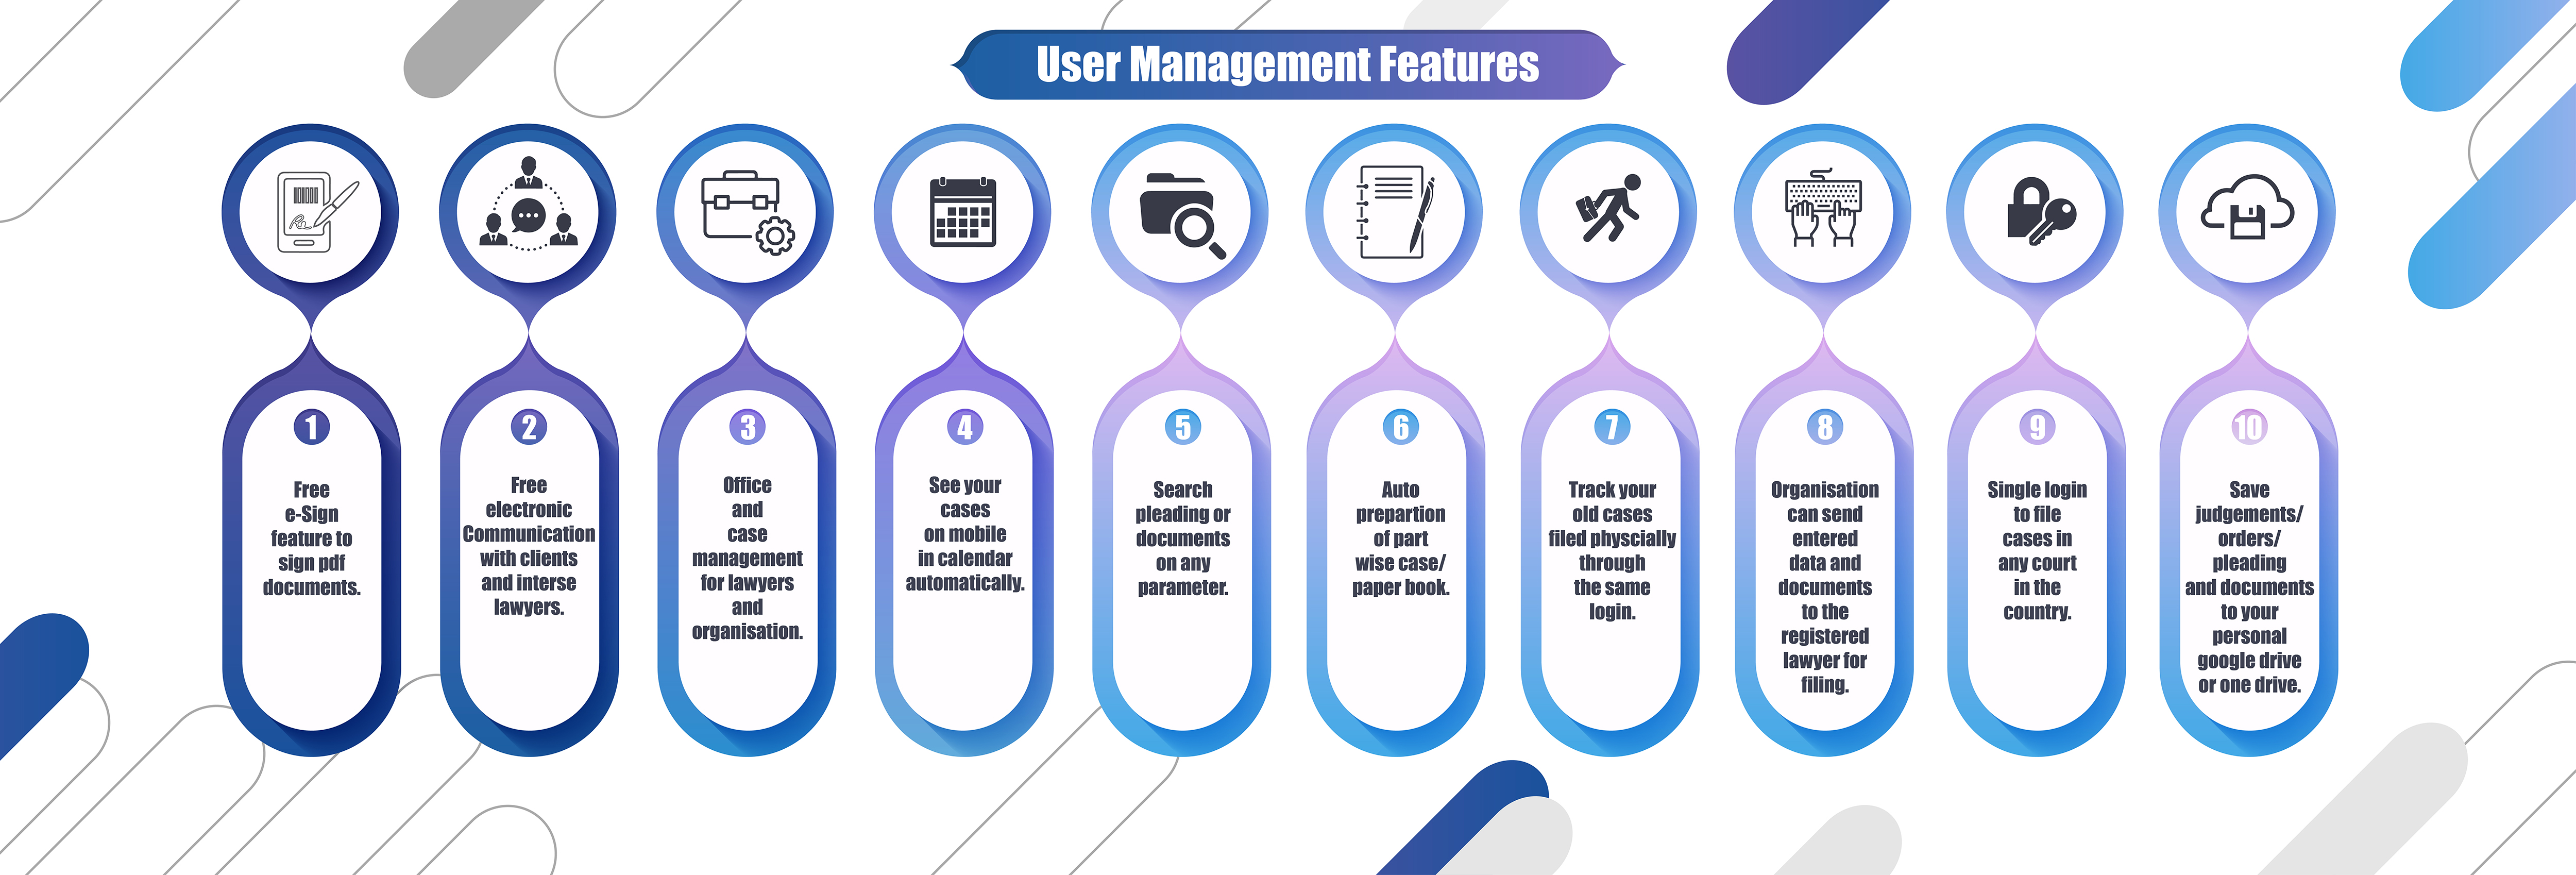 User Management Features
1
Free
e-Sign
feature to
sign pdf
documents.
2
Free
electronic
Communication
with clients
and interse
lawyers.
3
Office
and
case
management
for lawyers
and
organisation.
4
See your
cases
on mobile
in calendar
automatically.
5
Search
pleading or
documents
on any
parameter.
6
Auto
prepartion
of part
wise case/
paper book.
7
Track your
old cases
filed physcially
through
the same
login.
8
Organisation
can send
entered
data and
documents
to the
registered
lawyer for
filing.
9
Single login
to file
cases in
any court
in the
country.
10
Save
judgements/
orders/
pleading
and documents
to your
personal
google drive
or one drive.